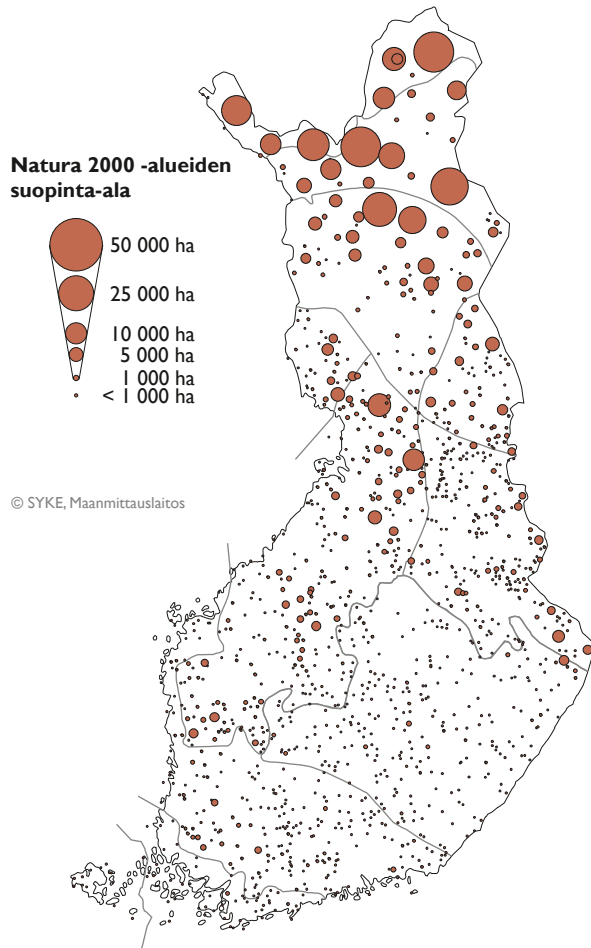 Natura 2000 -alueiden
suopinta-ala
50 000 ha
25 000 ha
10 000 ha
5 000 ha
1 000 ha
< 1 000 ha
© SYKE, Maanmittauslaitos